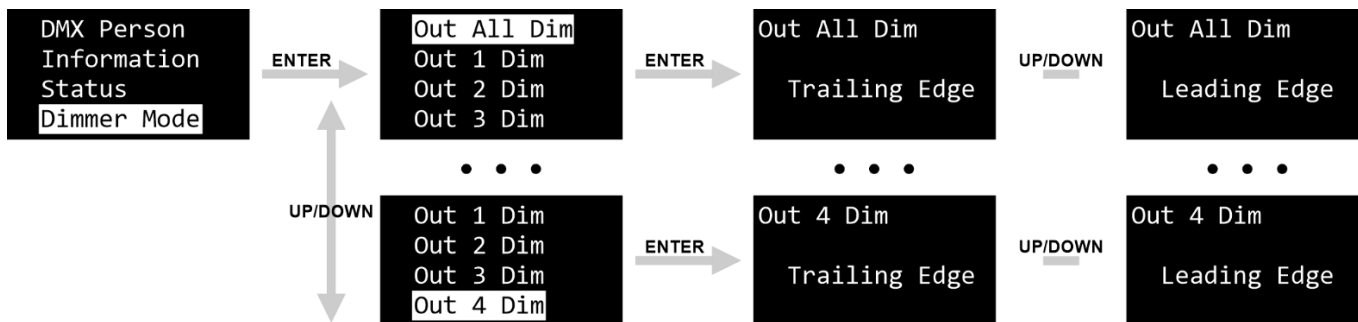 DMX Person
Information
Status
Dimmer Mode
ENTER
Out All Dim
Out 1 Dim
Out 2 Dim
Out 3 Dim
ENTER
Out All Dim
Trailing Edge
UP/DOWN
Out All Dim
Leading Edge
• • •
• • •
• • •
UP/DOWN
Out 1 Dim
Out 2 Dim
Out 3 Dim
Out 4 Dim
ENTER
Out 4 Dim
Trailing Edge
UP/DOWN
Out 4 Dim
Leading Edge